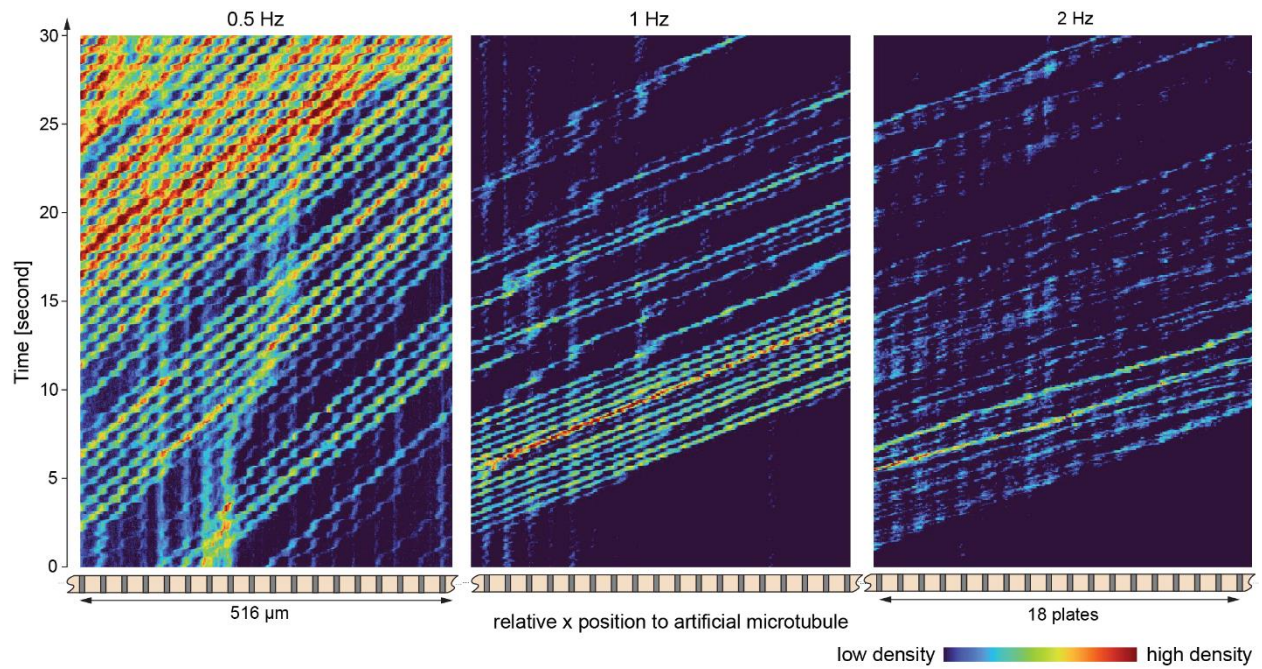 0.5 Hz
1 Hz
2 Hz
30
25
20
15
10
5
0
Time [second]
516 μm
relative x position to artificial microtubule
18 plates
low density
high density